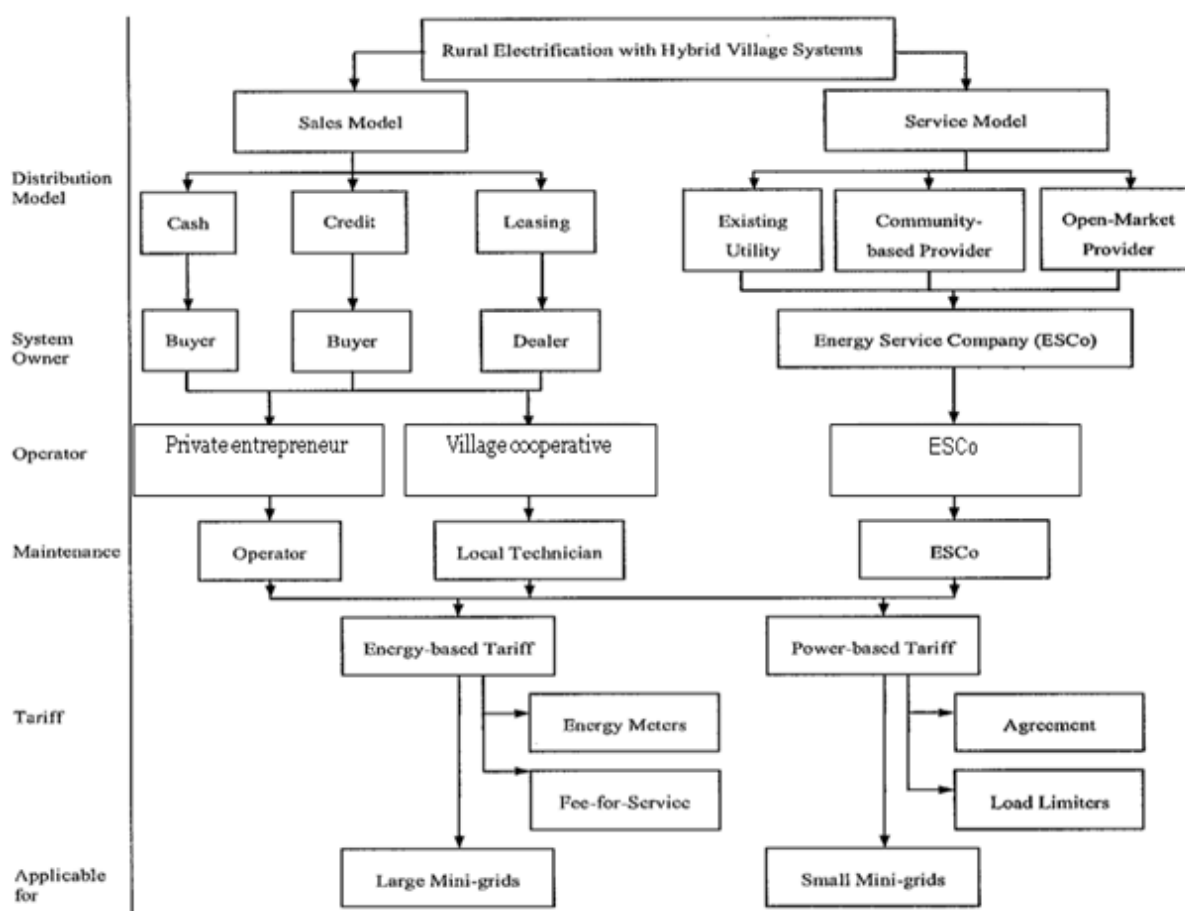 Rural Electrification with Hybrid Village Systems
Sales Model
Service Model
Distribution
Model
Cash
Credit
Leasing
Existing
Utility
Community-
based Provider
Open-Market
Provider
System
Owner
Buyer
Buyer
Dealer
Energy Service Company (ESCo)
Operator
Private entrepreneur
Village cooperative
ESCo
Maintenance
Operator
Local Technician
ESCo
Energy-based Tariff
Power-based Tariff
Tariff
Energy Meters
Agreement
Fee-for-Service
Load Limiters
Applicable
for
Large Mini-grids
Small Mini-grids